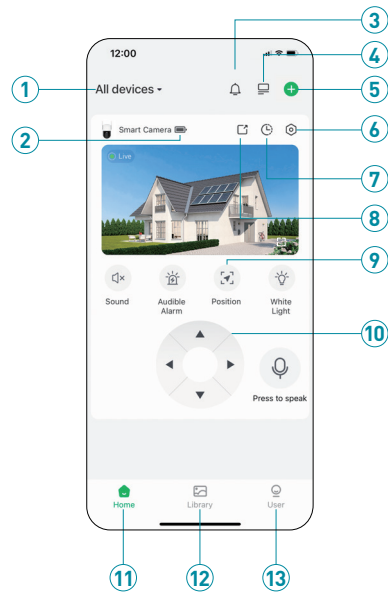 3
12:00
4
1
All devices
5
2
Smart Camera
6
Live
7
8
9
Sound
Audible
Alarm
Position
White
Light
10
Press to speak
Home
Library
User
11
12
13